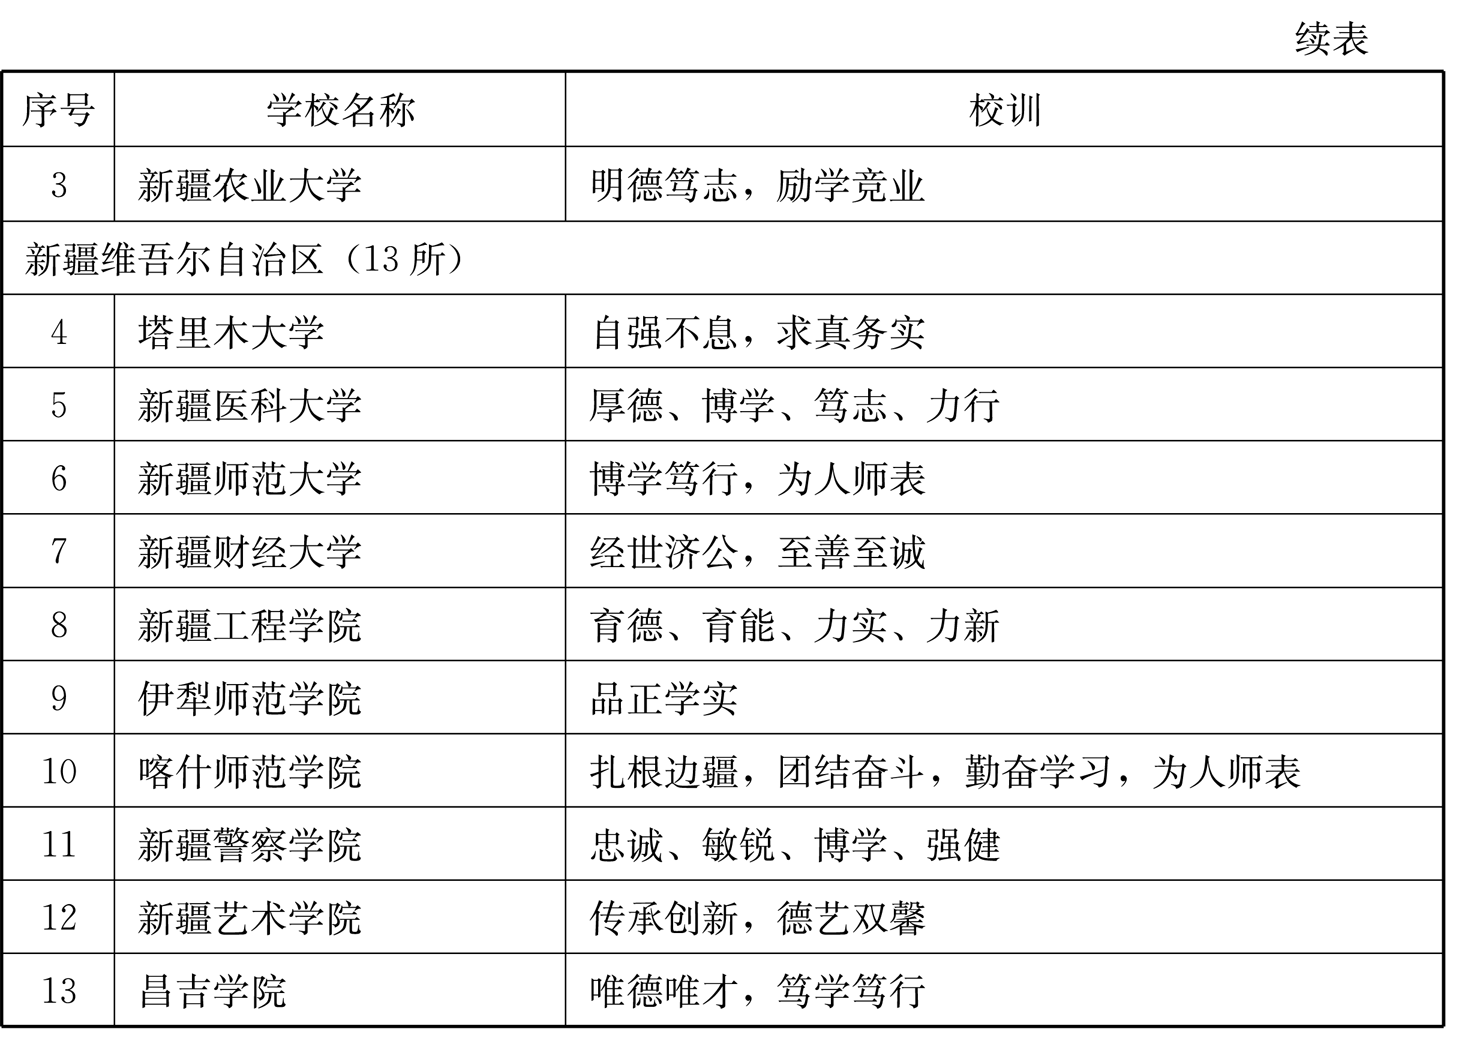 续表
序号 学校名称 校训
3 新疆农业大学 明德笃志，励学竞业
新疆维吾尔自治区（13 所）
4 塔里木大学 自强不息，求真务实
5 新疆医科大学 厚德、博学、笃志、力行
6 新疆师范大学 博学笃行，为人师表
7 新疆财经大学 经世济公，至善至诚
8 新疆工程学院 育德、育能、力实、力新
9 伊犁师范学院 品正学实
10 喀什师范学院 扎根边疆，团结奋斗，勤奋学习，为人师表
11 新疆警察学院 忠诚、敏锐、博学、强健
12 新疆艺术学院 传承创新，德艺双馨
13 昌吉学院 唯德唯才，笃学笃行